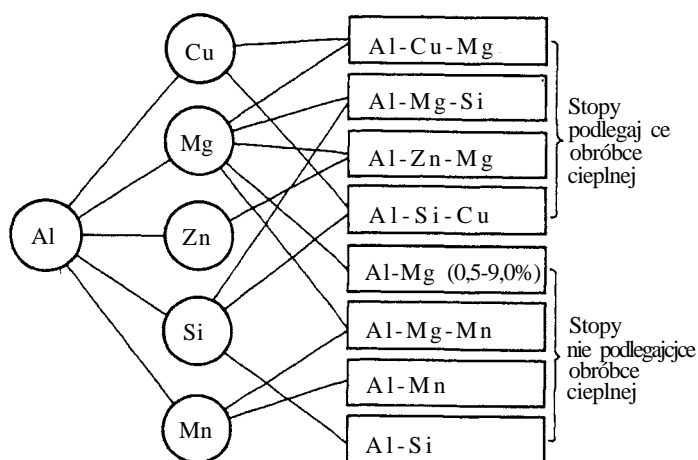 Al
Cu
Mg
Zn
Si
Mn
Al-Cu-Mg
Al-Mg-Si
Al-Zn-Mg
Al-Si-Cu
Al-Mg (0,5-9,0%)
Al-Mg-Mn
Al-Mn
Al-Si
Stopy
podlegaj ce
obróbce
cieplnej
Stopy
nie podlegajcjce
obróbce
cieplnej